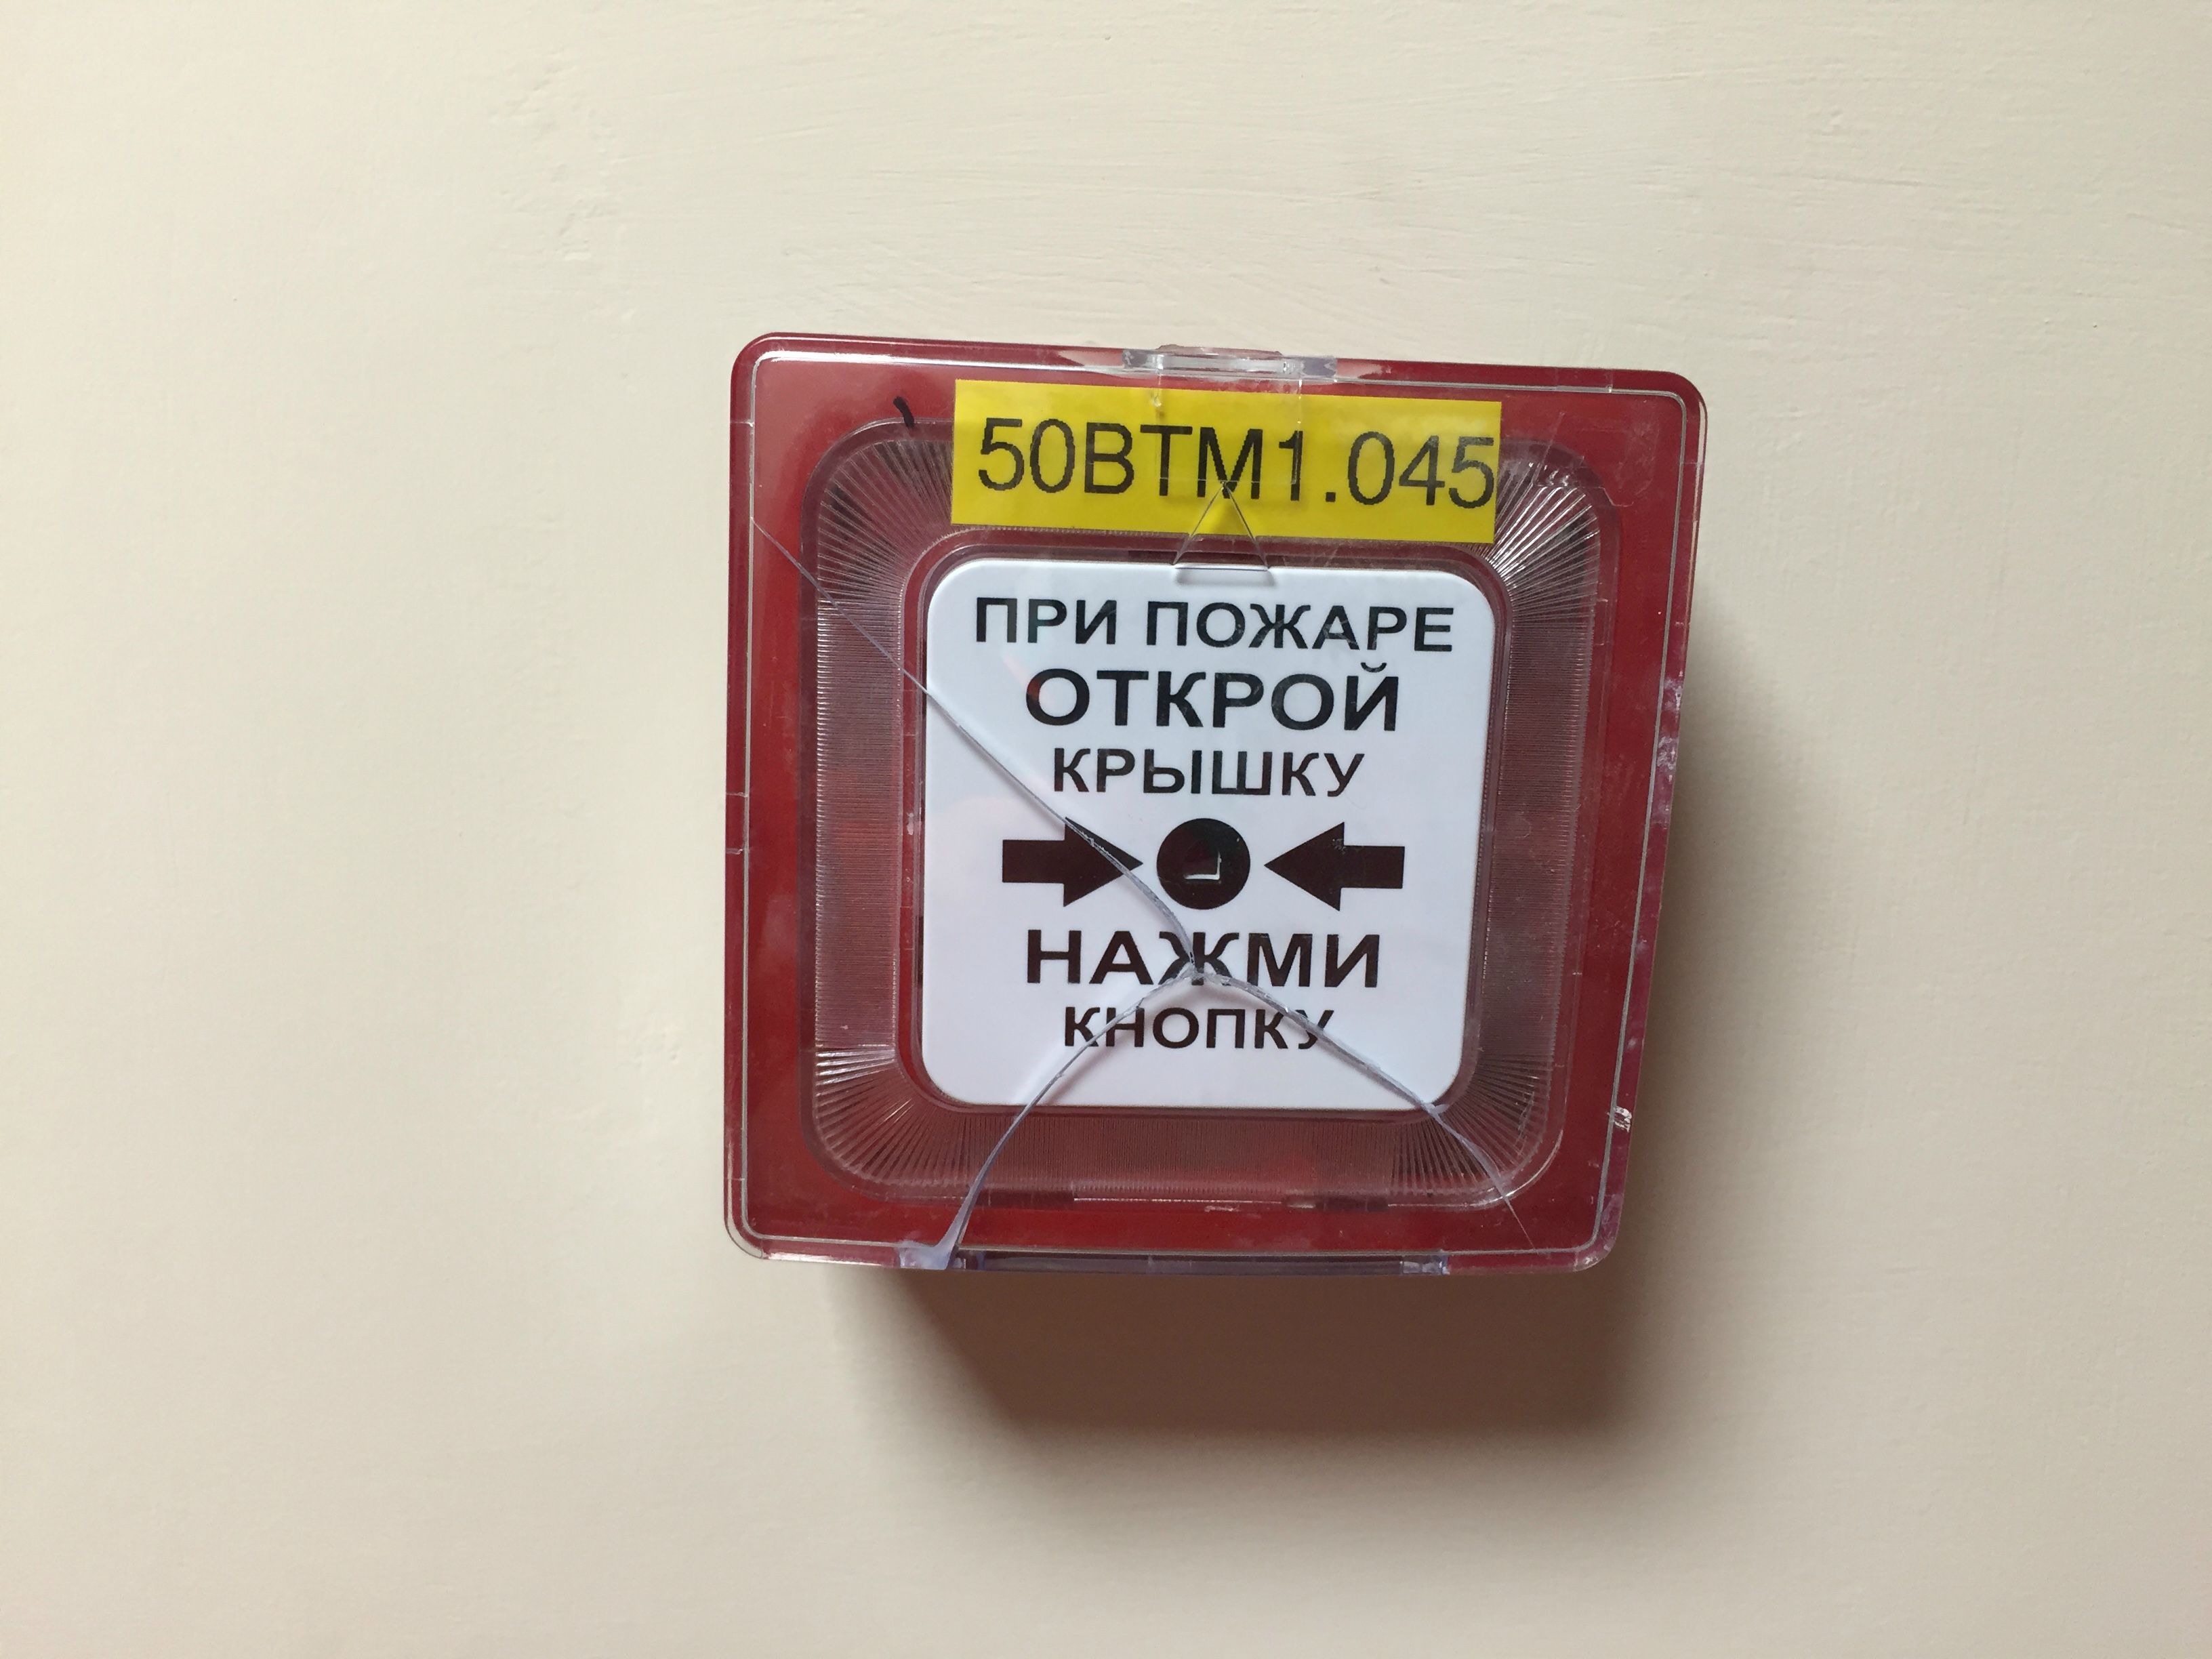 50BTM1.045
ПРИ ПОЖАРЕ
ОТКРОЙ
КРЫШКУ
НАЖМИ
КНОПКУ